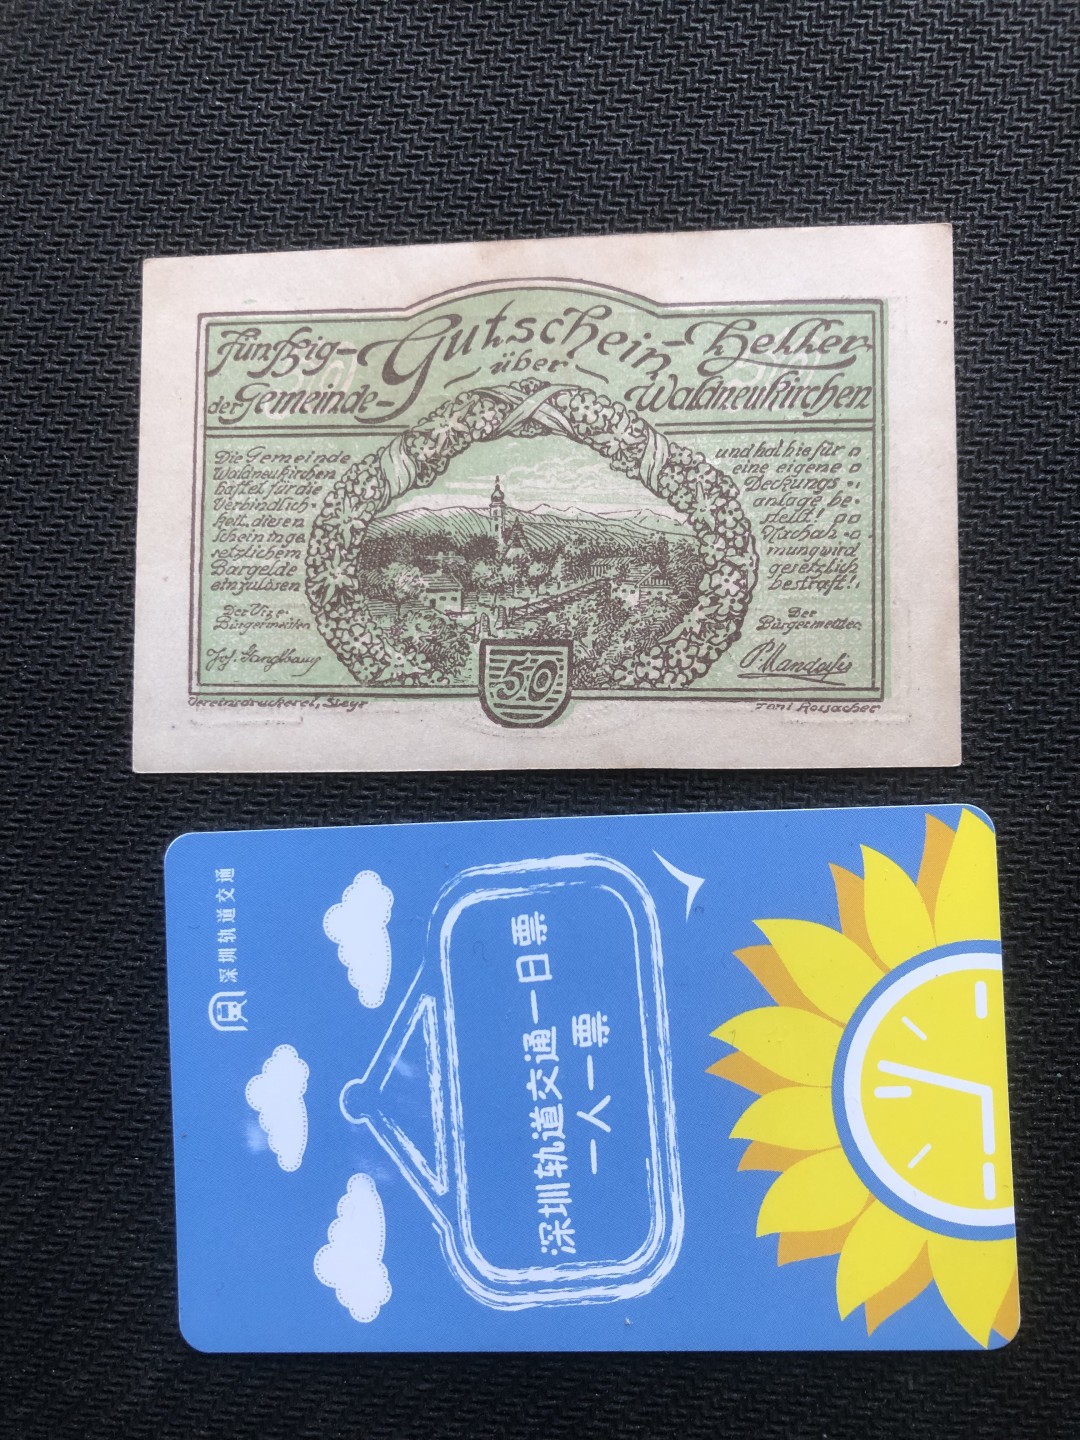 Fünfzig- Gutschein- Heller
über
der Gemeinde- Waldneukirchen
Die Gemeinde
Waldneukirchen
haftet für die
Verbindlich-
keit, diesen
Schein in ge
setzlichem
Bargelde
einzulösen
Der Vize-
Bürgermeister
Jos. Stanglbaur
und hat hiefür
eine eigene
Deckungs
anlage be-
stellt!
Nachah-
mung wird
gesetzlich
bestraft!
Der
Bürgermeister
50
Vereinsdruckerei, Steyr
Toni Rossacher
深圳轨道交通
深圳轨道交通一日票
一人一票